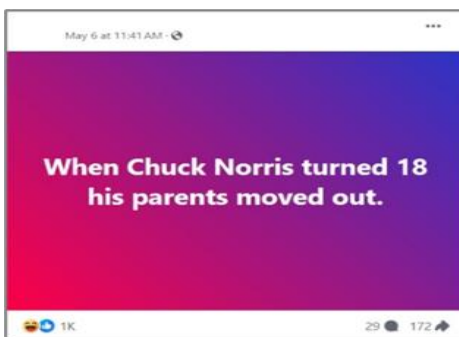 May 6 at 11:41 AM ·
When Chuck Norris turned 18
his parents moved out.
1K 29 172